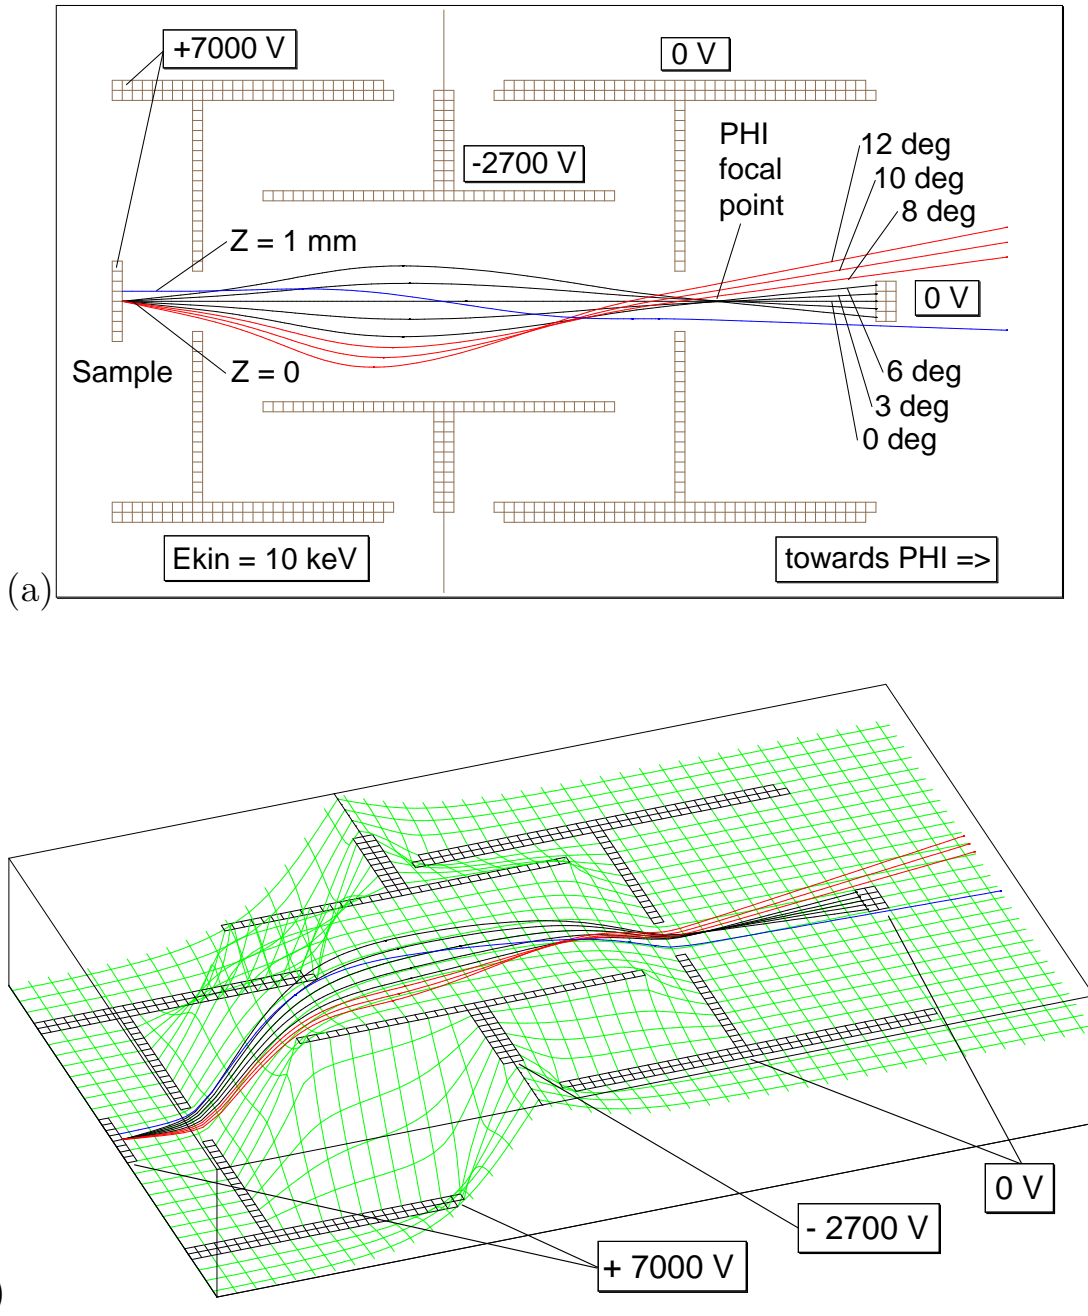 +7000 V
0 V
PHI
focal
point
12 deg
10 deg
8 deg
-2700 V
Z = 1 mm
0 V
Sample
Z = 0
6 deg
3 deg
0 deg
Ekin = 10 keV
towards PHI =>
(a)
0 V
- 2700 V
+ 7000 V
)